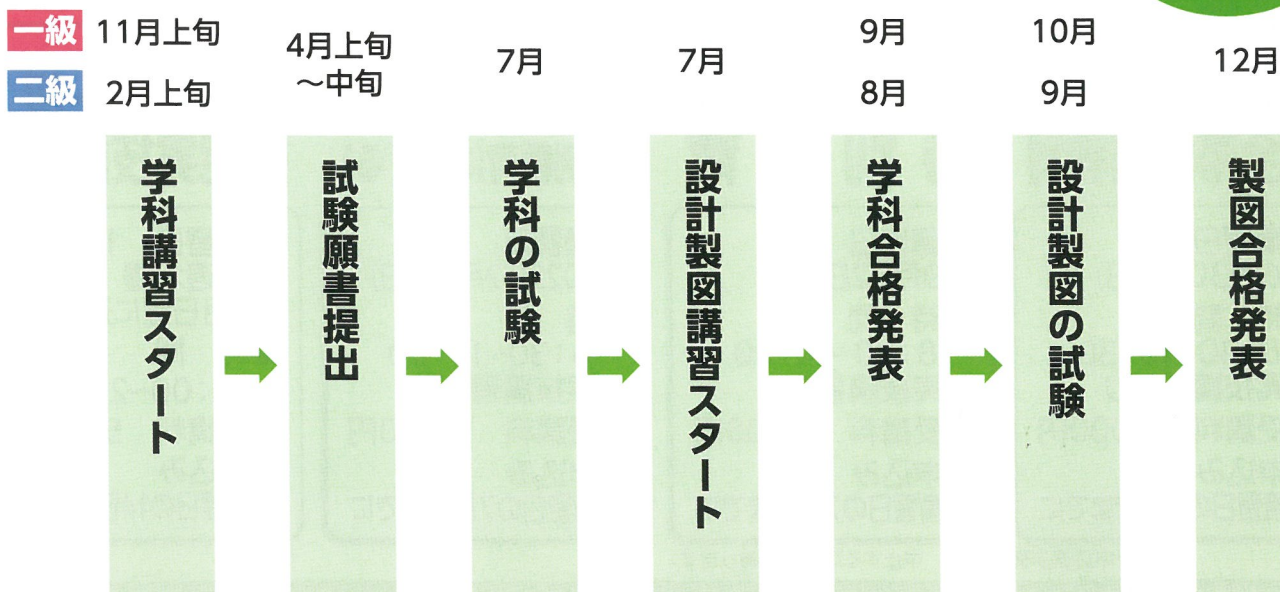 一級
11月上旬
4月上旬
～中旬
7月
7月
9月
10月
12月
二級
2月上旬
8月
9月
学科講習スタート
試験願書提出
学科の試験
設計製図講習スタート
学科合格発表
設計製図の試験
製図合格発表